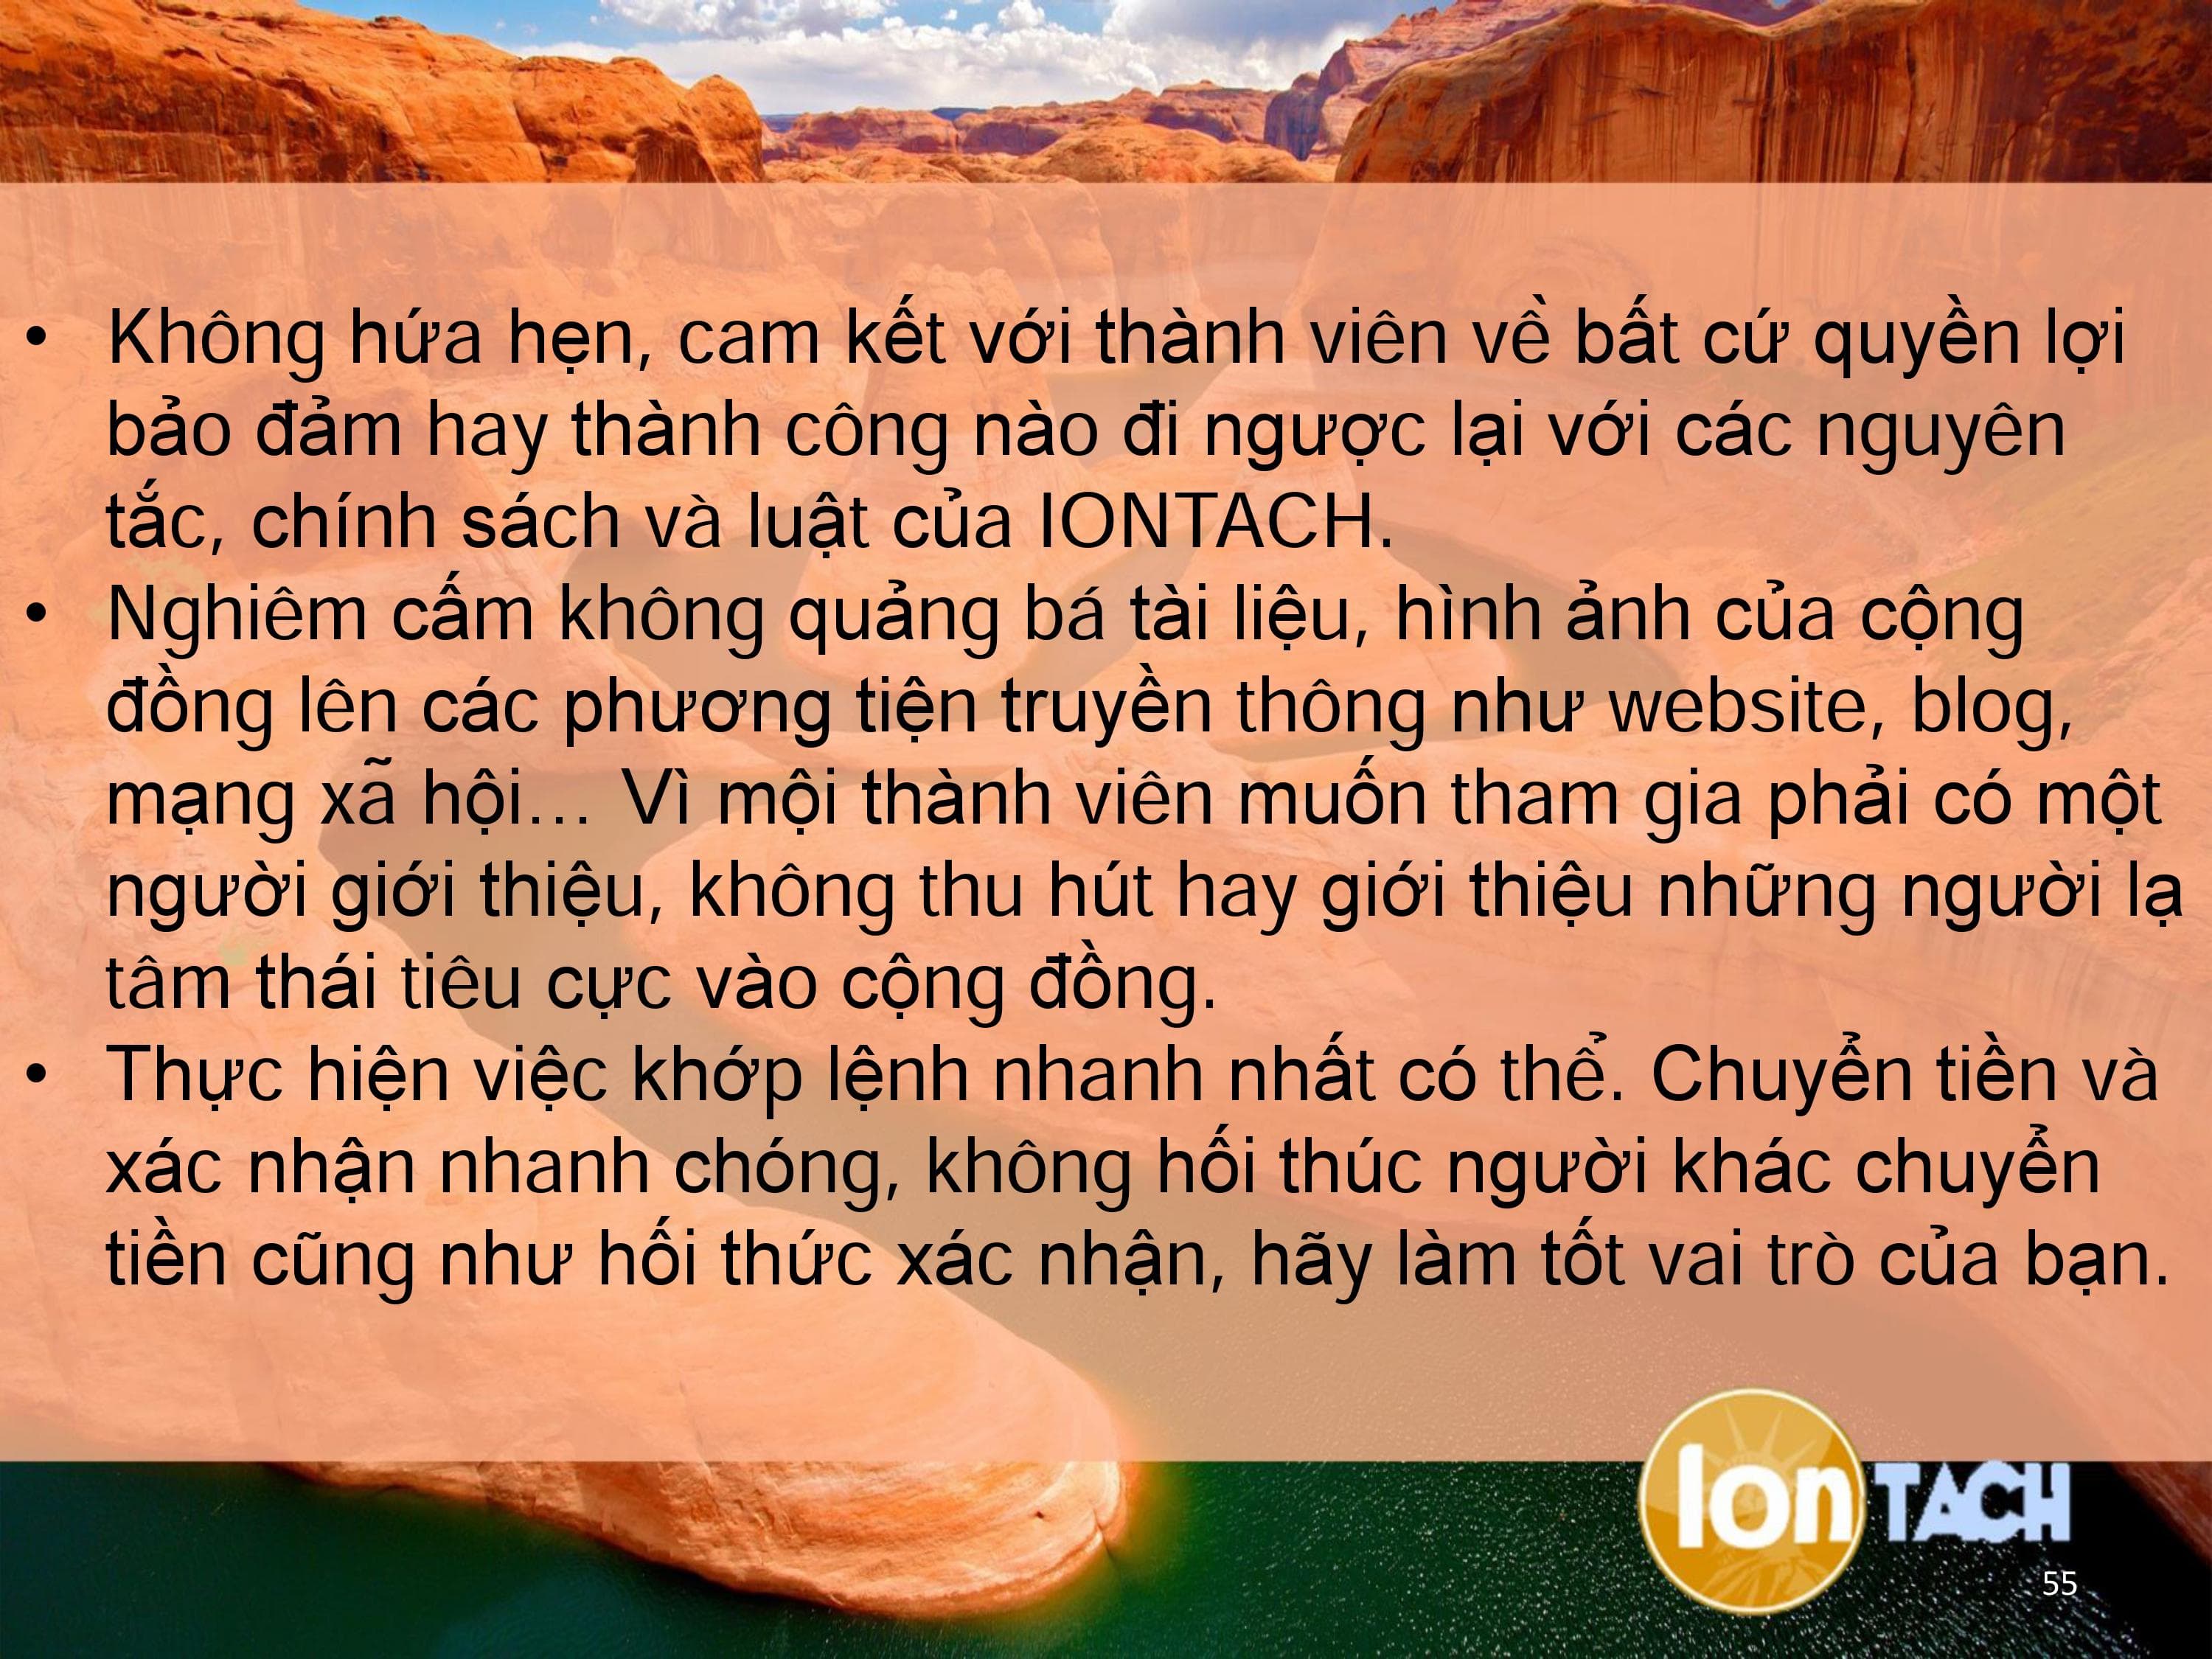 • Không hứa hẹn, cam kết với thành viên về bất cứ quyền lợi
bảo đảm hay thành công nào đi ngược lại với các nguyên
tắc, chính sách và luật của IONTACH.
• Nghiêm cấm không quảng bá tài liệu, hình ảnh của cộng
đồng lên các phương tiện truyền thông như website, blog,
mạng xã hội… Vì mội thành viên muốn tham gia phải có một
người giới thiệu, không thu hút hay giới thiệu những người lạ
tâm thái tiêu cực vào cộng đồng.
• Thực hiện việc khớp lệnh nhanh nhất có thể. Chuyển tiền và
xác nhận nhanh chóng, không hối thúc người khác chuyển
tiền cũng như hối thức xác nhận, hãy làm tốt vai trò của bạn.
Ion TACH
55